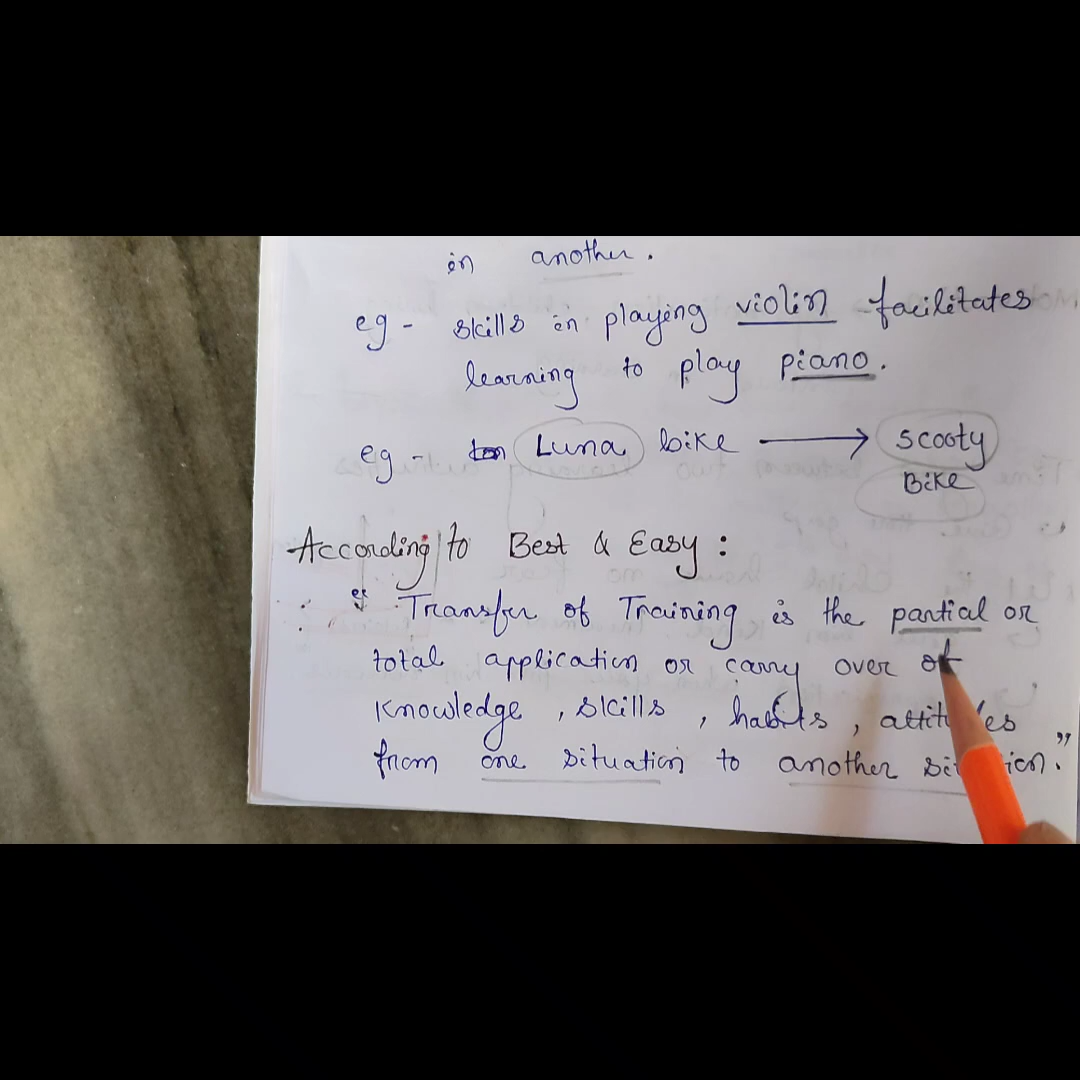 in another.
eg - skills in playing violin facilitates
learning to play piano.
eg - Luna bike → scooty
Bike
According to Best & Easy :
" Transfer of Training is the partial or
total application or carry over of
knowledge , skills , habits , attitudes
from one situation to another situation."